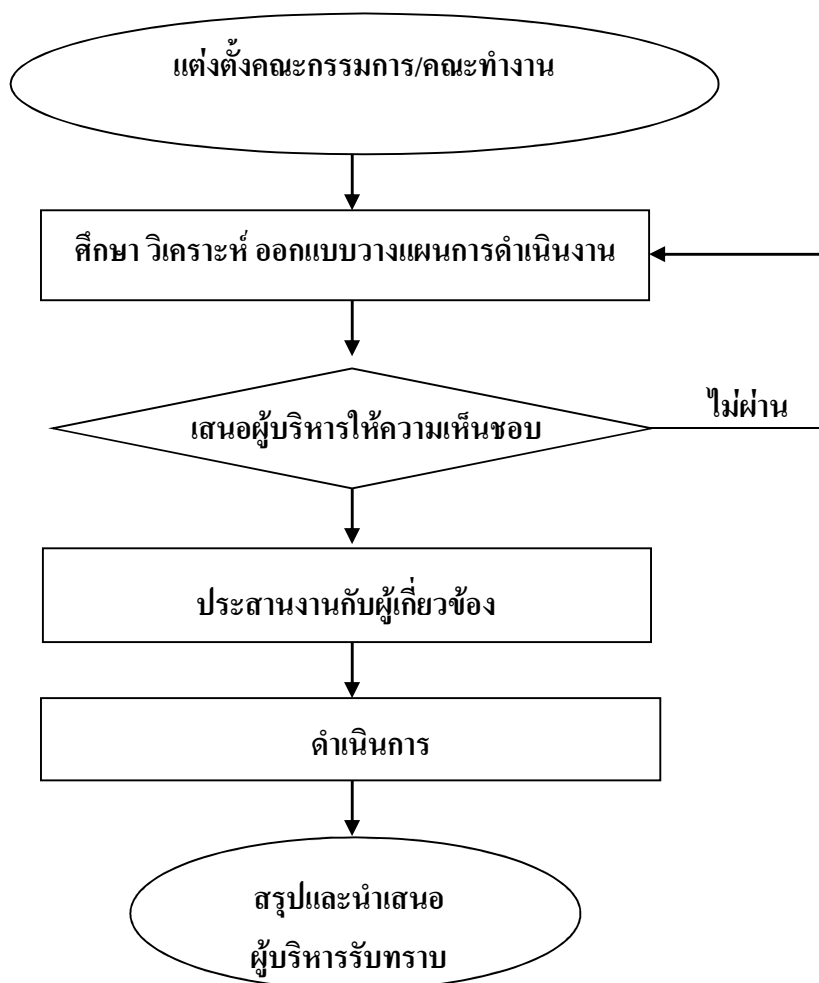 แต่งตั้งคณะกรรมการ/คณะทำงาน
ศึกษา วิเคราะห์ ออกแบบวางแผนการดำเนินงาน
ไม่ผ่าน
เสนอผู้บริหารให้ความเห็นชอบ
ประสานงานกับผู้เกี่ยวข้อง
ดำเนินการ
สรุปและนำเสนอ
ผู้บริหารรับทราบ